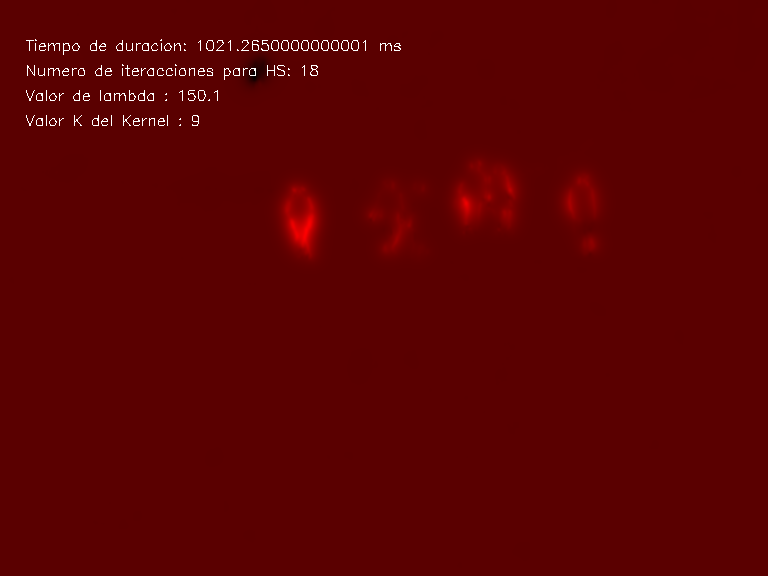 Tiempo de duracion: 1021.2650000000001 ms
Numero de iteracciones para HS: 18
Valor de lambda : 150.1
Valor K del Kernel : 9